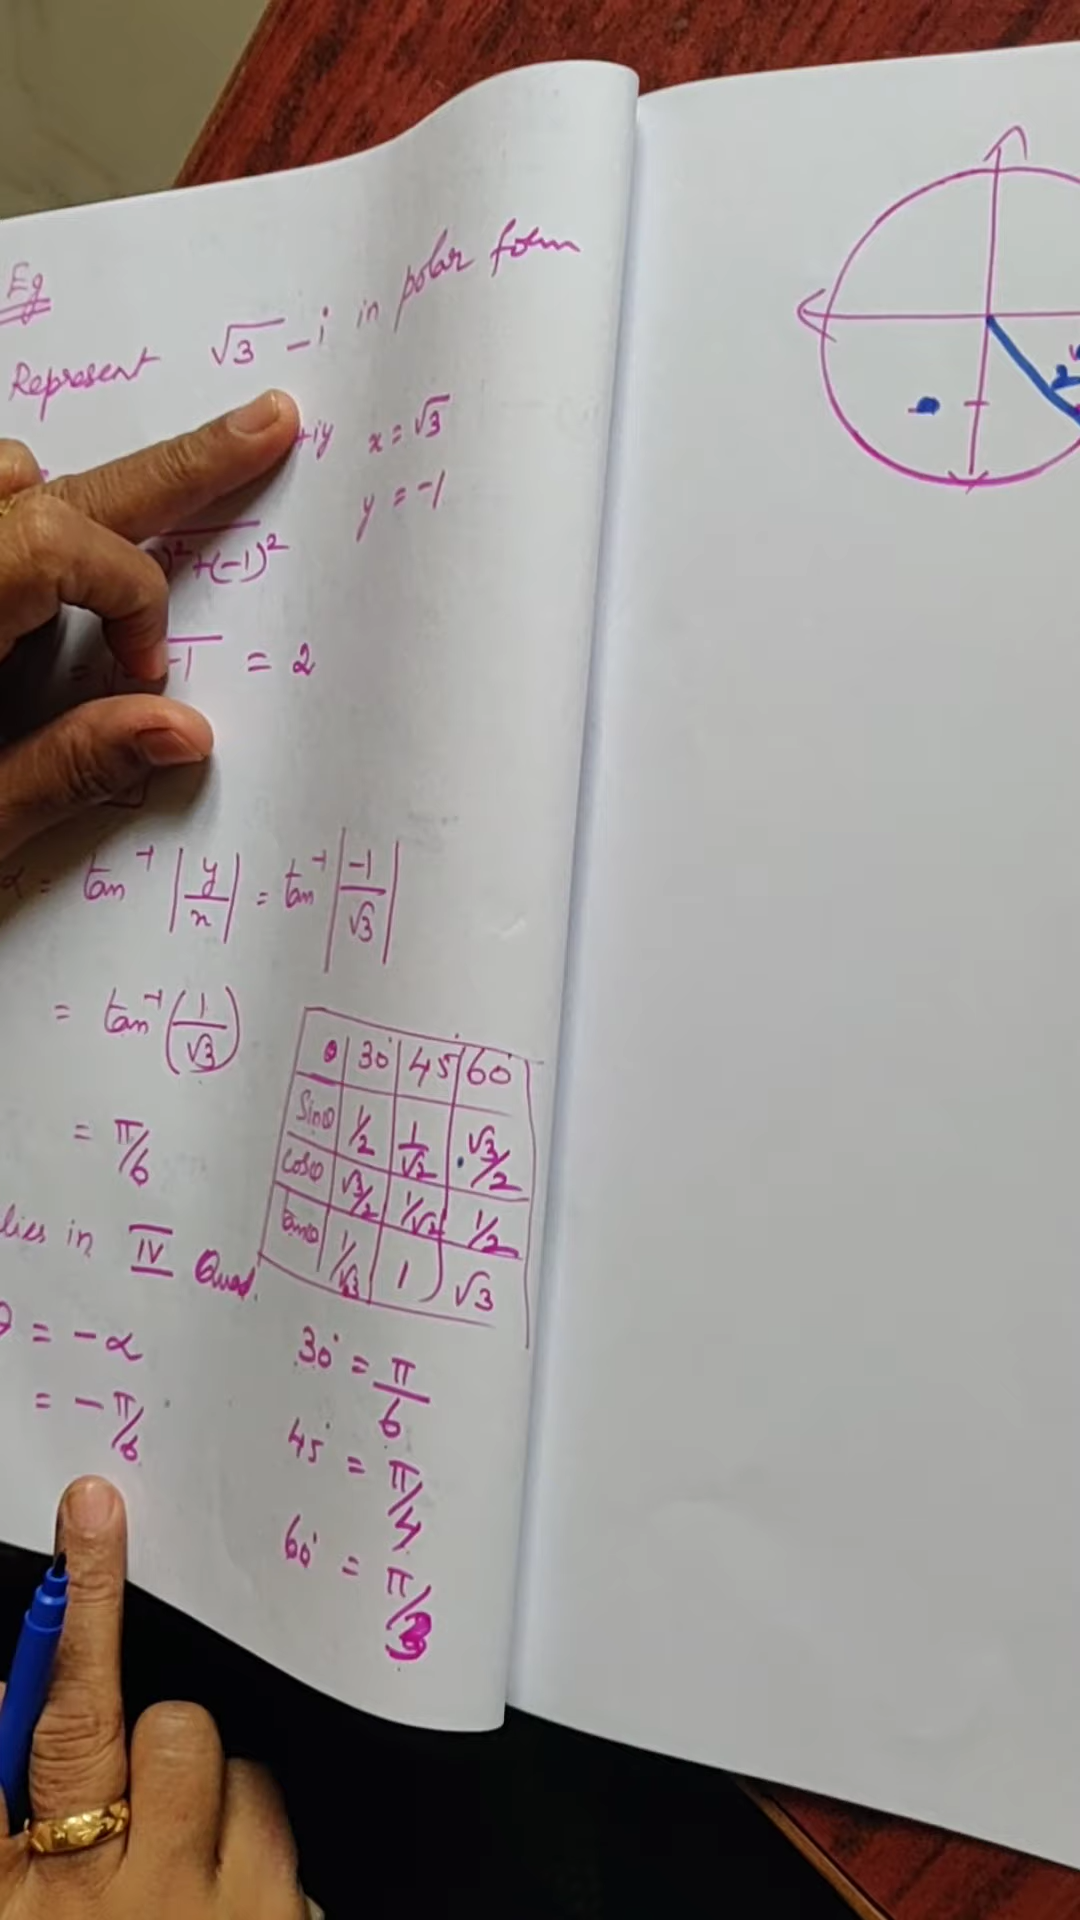 Eg
Represent √3 - i in polar form
+iy x = √3
y = -1
)² + (-1)²
-1 = 2
α = tan⁻¹ |y/x| = tan⁻¹ |-1/√3|
= tan⁻¹ (1/√3)
= π/6
lies in IV Quad.
θ = -α
= -π/6
θ 30° 45° 60°
Sinθ 1/2 1/√2 √3/2
Cosθ √3/2 1/√2 1/2
tanθ 1/√3 1 √3
30° = π/6
45° = π/4
60° = π/3
2